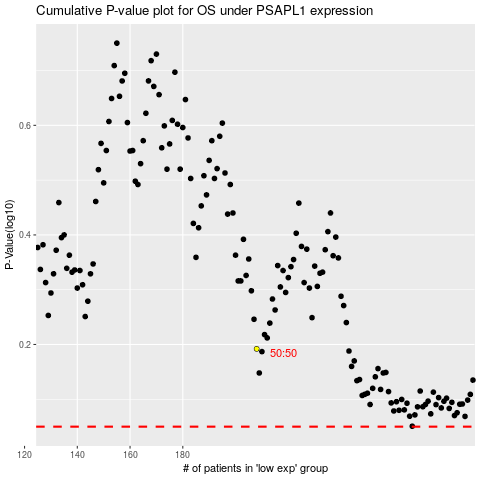 Cumulative P-value plot for OS under PSAPL1 expression
P-Value(log10)
0.6
0.4
0.2
50:50
120 140 160 180
# of patients in 'low exp' group